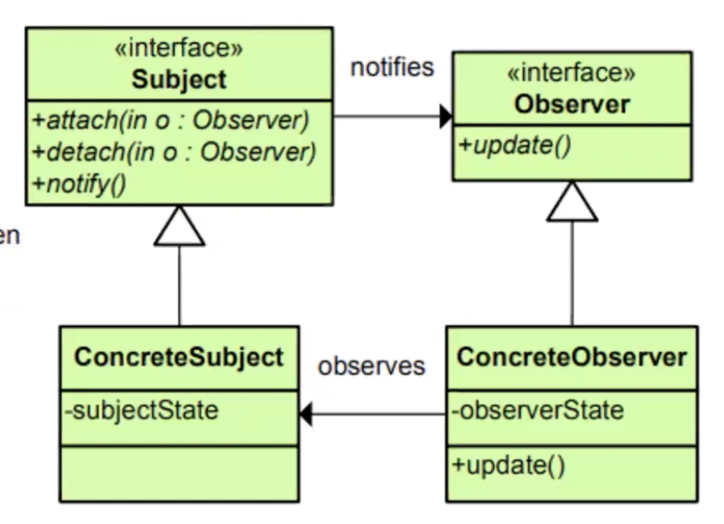 «interface»
Subject
+attach(in o : Observer)
+detach(in o : Observer)
+notify()
notifies
«interface»
Observer
+update()
en
ConcreteSubject
-subjectState
observes
ConcreteObserver
-observerState
+update()